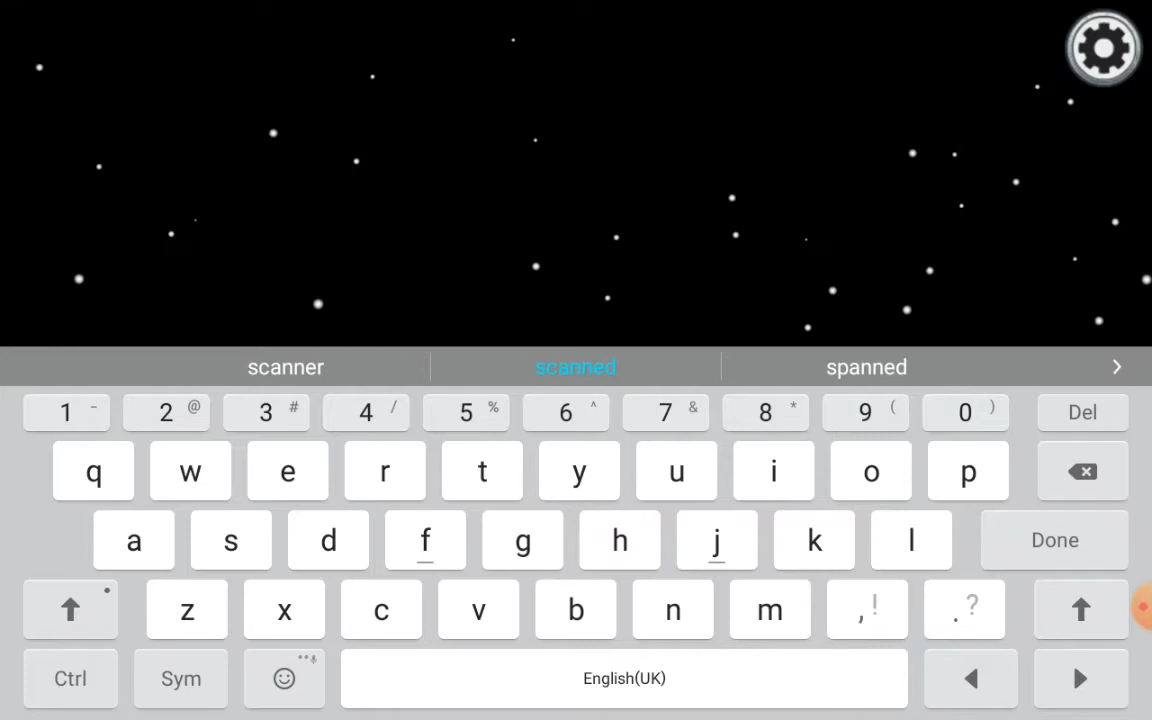 scanner scanned spanned >
1 - 2 @ 3 # 4 / 5 % 6 ^ 7 & 8 * 9 ( 0 ) Del
q w e r t y u i o p
a s d f g h j k l Done
z x c v b n m , ! . ?
Ctrl Sym English(UK)